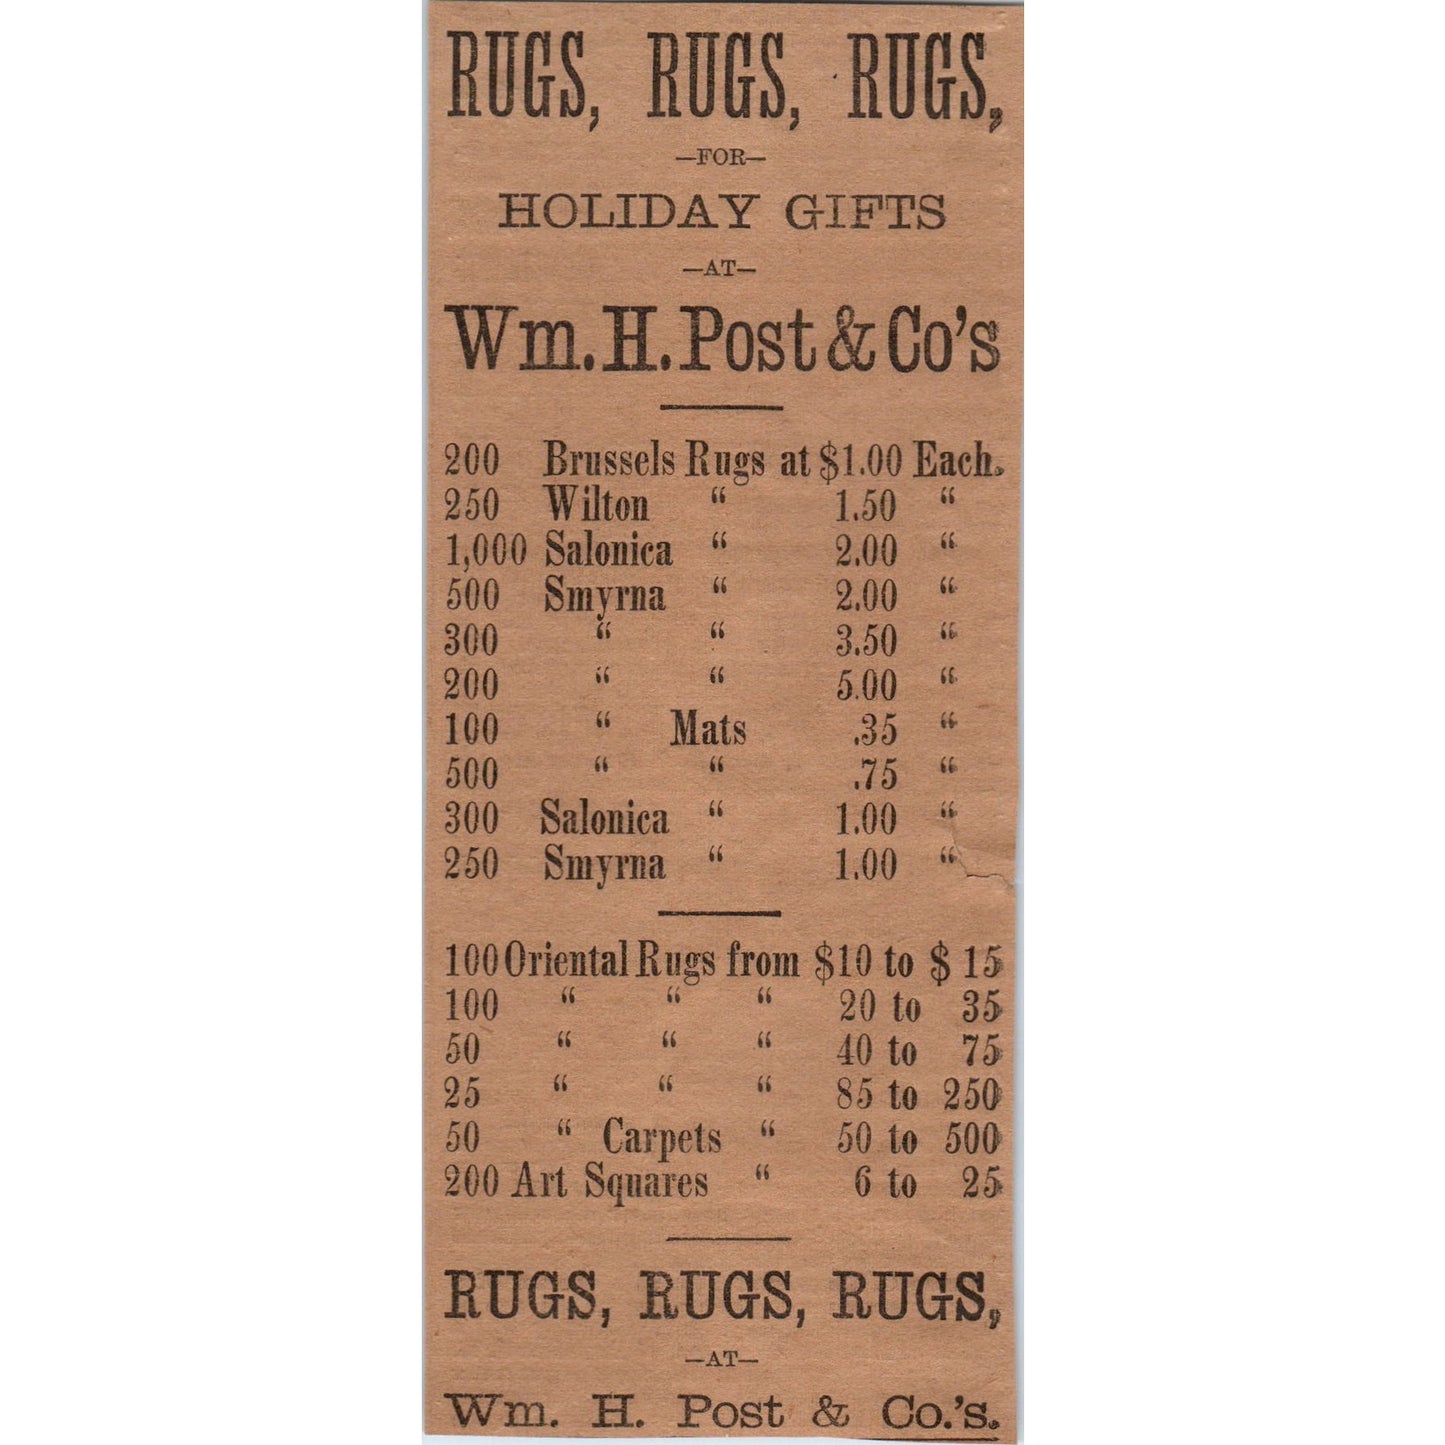 RUGS, RUGS, RUGS,
—FOR—
HOLIDAY GIFTS
—AT—
Wm. H. Post & Co's
200 Brussels Rugs at $1.00 Each.
250 Wilton “ 1.50 “
1,000 Salonica “ 2.00 “
500 Smyrna “ 2.00 “
300 “ “ 3.50 “
200 “ “ 5.00 “
100 “ Mats .35 “
500 “ “ .75 “
300 Salonica “ 1.00 “
250 Smyrna “ 1.00 “
100 Oriental Rugs from $10 to $ 15
100 “ “ “ 20 to 35
50 “ “ “ 40 to 75
25 “ “ “ 85 to 250
50 “ Carpets “ 50 to 500
200 Art Squares “ 6 to 25
RUGS, RUGS, RUGS,
—AT—
Wm. H. Post & Co.'s.